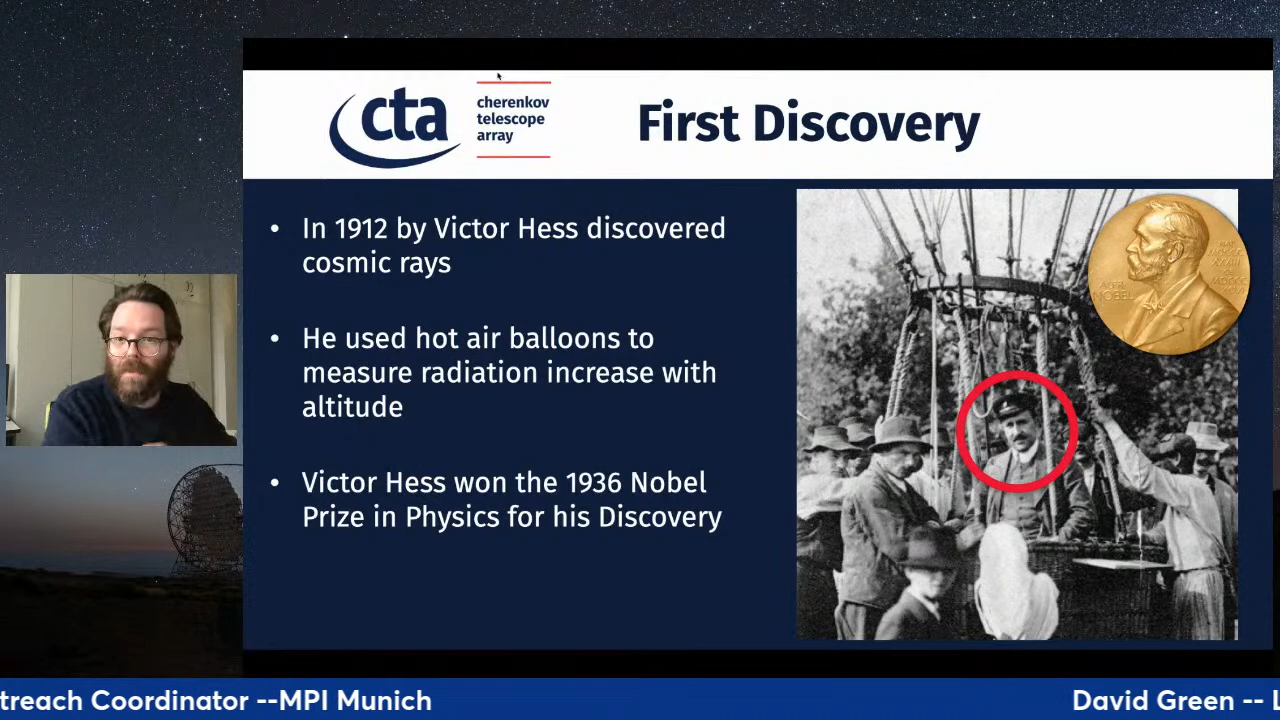 cta
cherenkov
telescope
array
First Discovery
• In 1912 by Victor Hess discovered
cosmic rays
• He used hot air balloons to
measure radiation increase with
altitude
• Victor Hess won the 1936 Nobel
Prize in Physics for his Discovery
treach Coordinator --MPI Munich
David Green -- L